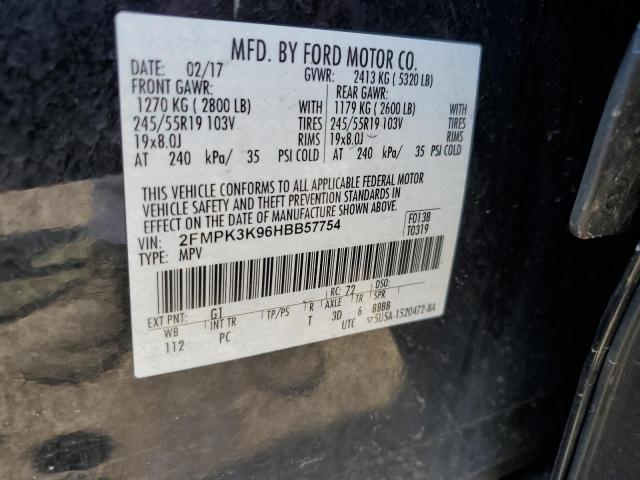 MFD. BY FORD MOTOR CO.
DATE: 02/17 GVWR: 2413 KG ( 5320 LB)
FRONT GAWR: REAR GAWR:
1270 KG ( 2800 LB) WITH 1179 KG ( 2600 LB) WITH
245/55R19 103V TIRES 245/55R19 103V TIRES
19x8.0J RIMS 19x8.0J RIMS
AT 240 kPa/ 35 PSI COLD AT 240 kPa/ 35 PSI COLD
THIS VEHICLE CONFORMS TO ALL APPLICABLE FEDERAL MOTOR
VEHICLE SAFETY AND THEFT PREVENTION STANDARDS IN
EFFECT ON THE DATE OF MANUFACTURE SHOWN ABOVE.
VIN: 2FMPK3K96HBB57754 F0138
TYPE: MPV T0319
EXT PNT: G1 RC: 72 DSO:
WB INT TR TP/PS R AXLE TR SPR
112 PC T 3D 6 BBBB
UTC ▽5U5A-1520472-BA